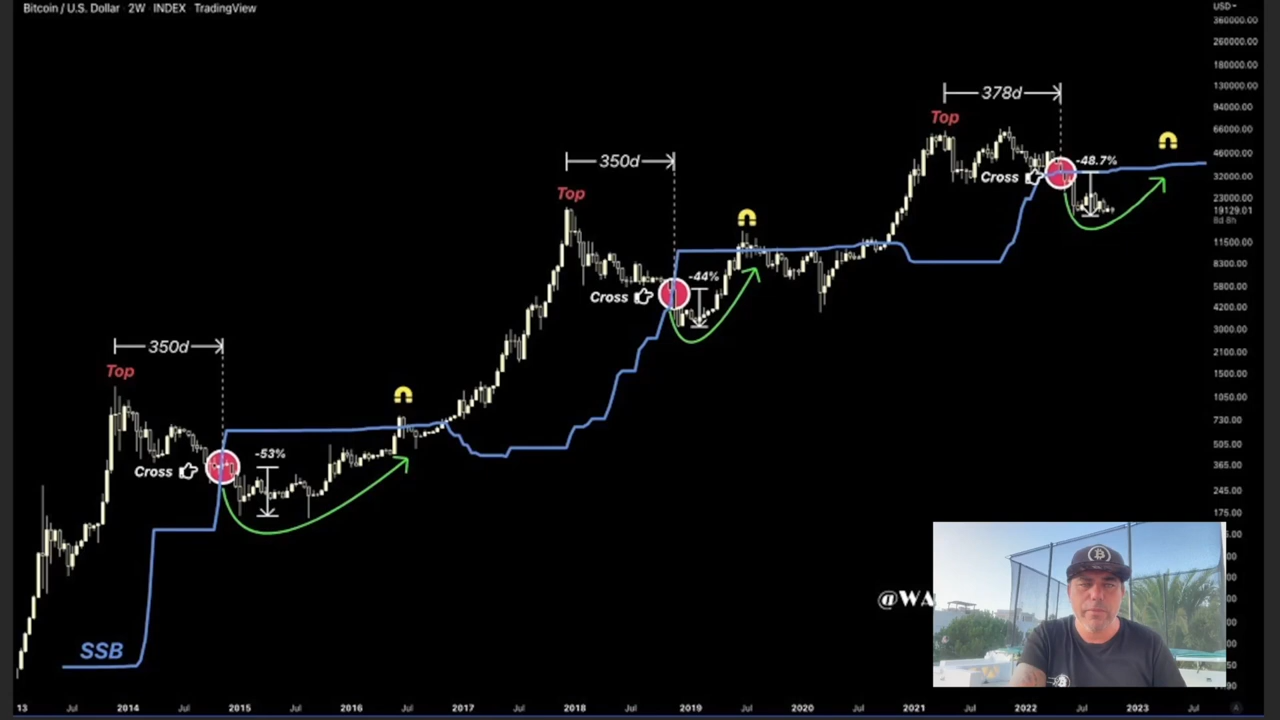 Bitcoin / U.S. Dollar 2W INDEX TradingView
USD
360000.00
260000.00
180000.00
130000.00
94000.00
66000.00
46000.00
32000.00
23000.00
19129.01
8d 8h
11500.00
8300.00
5800.00
4200.00
3000.00
2100.00
1500.00
1050.00
730.00
505.00
365.00
245.00
175.00
378d
Top
-48.7%
Cross
350d
Top
-44%
Cross
350d
Top
-53%
Cross
SSB
@WA
13 Jul 2014 Jul 2015 Jul 2016 Jul 2017 Jul 2018 Jul 2019 Jul 2020 Jul 2021 Jul 2022 Jul 2023 Jul